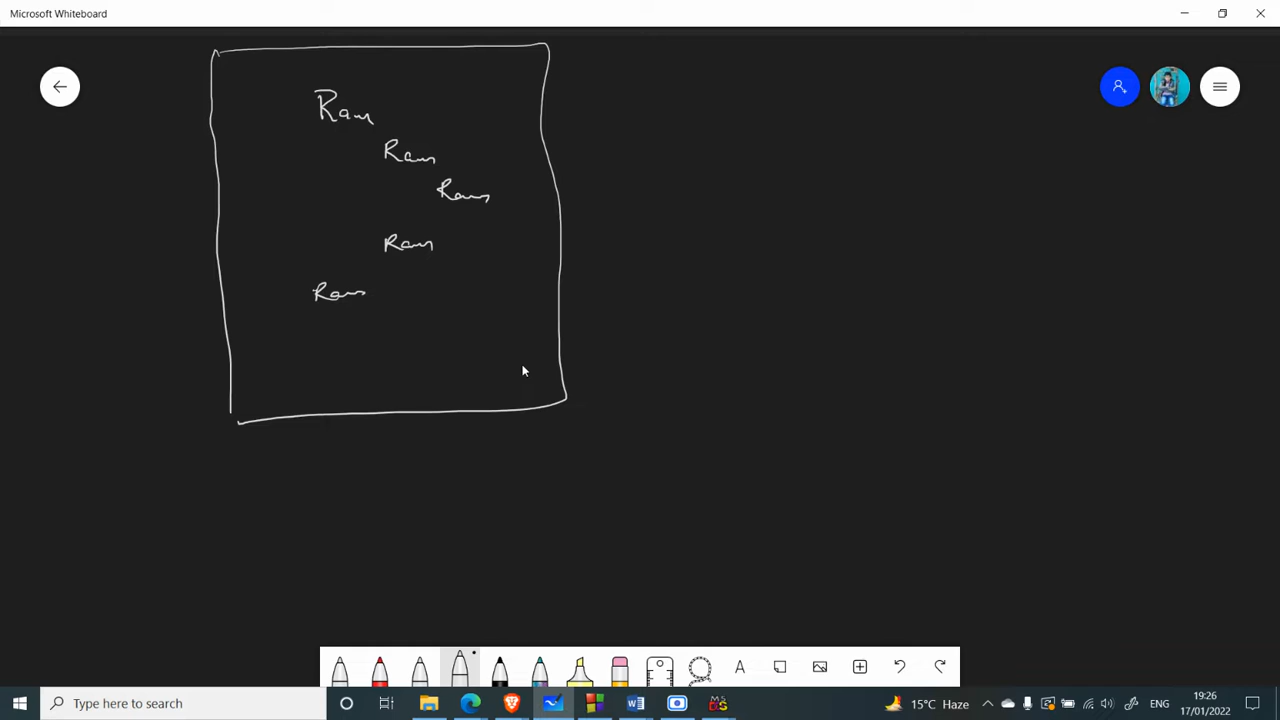 Microsoft Whiteboard
Ram
Ram
Ram
Ram
Ram
A
Type here to search
15°C Haze
ENG
19:26
17/01/2022